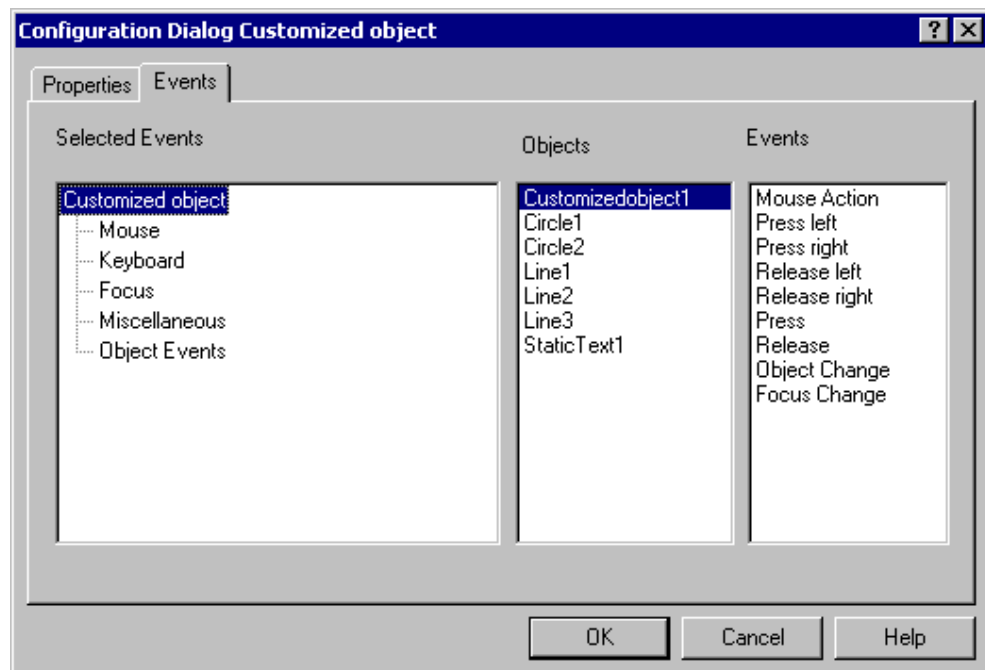 Configuration Dialog Customized object
Properties
Events
Selected Events
Objects
Events
Customized object
Mouse
Keyboard
Focus
Miscellaneous
Object Events
Customizedobject1
Circle1
Circle2
Line1
Line2
Line3
StaticText1
Mouse Action
Press left
Press right
Release left
Release right
Press
Release
Object Change
Focus Change
OK
Cancel
Help